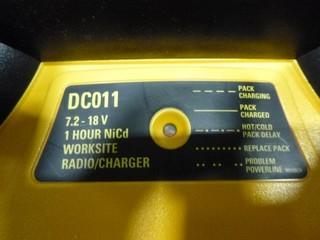 DC011
7.2 - 18 V
1 HOUR NiCd
WORKSITE
RADIO/CHARGER
PACK
CHARGING
PACK
CHARGED
HOT/COLD
PACK DELAY
REPLACE PACK
PROBLEM
POWERLINE